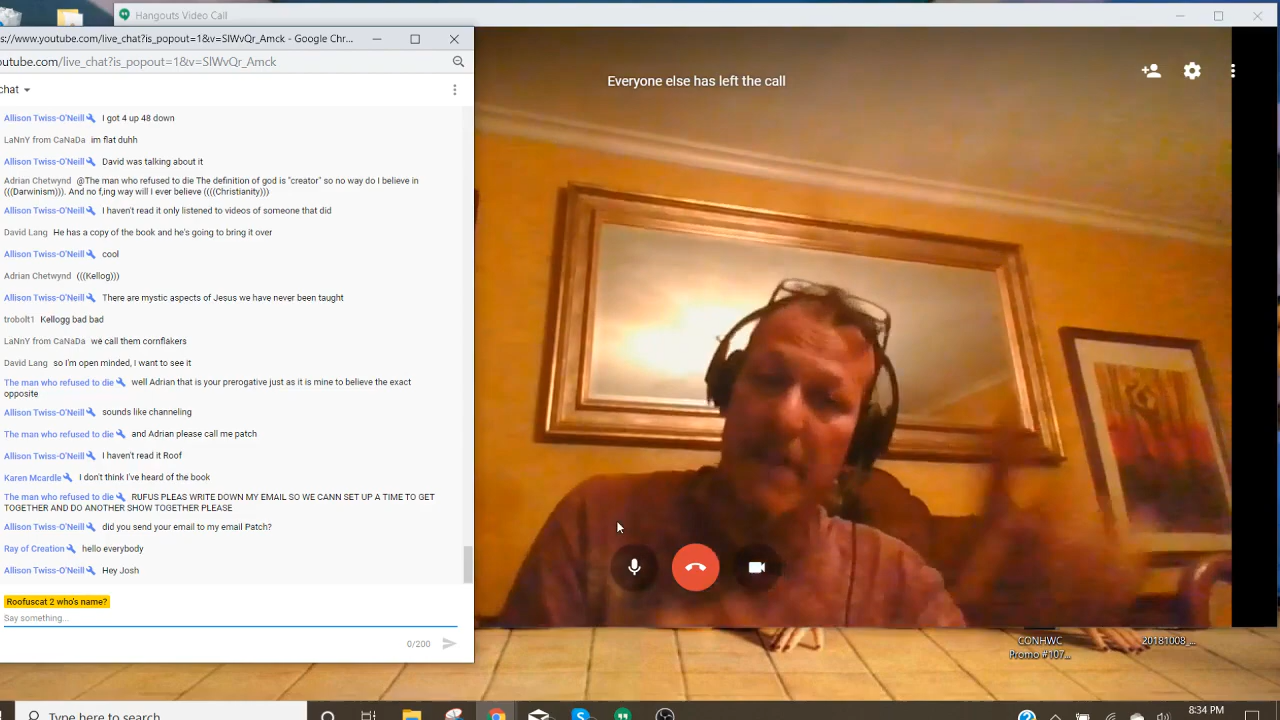 Hangouts Video Call
s://www.youtube.com/live_chat?is_popout=1&v=SlWvQr_Amck - Google Chr...
outube.com/live_chat?is_popout=1&v=SlWvQr_Amck
chat
Everyone else has left the call
Allison Twiss-O'Neill I got 4 up 48 down
LaNnY from CaNaDa im flat duhh
Allison Twiss-O'Neill David was talking about it
Adrian Chetwynd @The man who refused to die The definition of god is "creator" so no way do I believe in
(((Darwinism))). And no f,ing way will I ever believe ((((Christianity)))
Allison Twiss-O'Neill I haven't read it only listened to videos of someone that did
David Lang He has a copy of the book and he's going to bring it over
Allison Twiss-O'Neill cool
Adrian Chetwynd (((Kellog)))
Allison Twiss-O'Neill There are mystic aspects of Jesus we have never been taught
trobolt1 Kellogg bad bad
LaNnY from CaNaDa we call them cornflakers
David Lang so I'm open minded, I want to see it
The man who refused to die well Adrian that is your prerogative just as it is mine to believe the exact
opposite
Allison Twiss-O'Neill sounds like channeling
The man who refused to die and Adrian please call me patch
Allison Twiss-O'Neill I haven't read it Roof
Karen Mcardle I don't think I've heard of the book
The man who refused to die RUFUS PLEAS WRITE DOWN MY EMAIL SO WE CANN SET UP A TIME TO GET
TOGETHER AND DO ANOTHER SHOW TOGETHER PLEASE
Allison Twiss-O'Neill did you send your email to my email Patch?
Ray of Creation hello everybody
Allison Twiss-O'Neill Hey Josh
Roofuscat 2 who's name?
Say something...
0/200
CONHWC
Promo #107...
20181008_...
Type here to search
8:34 PM